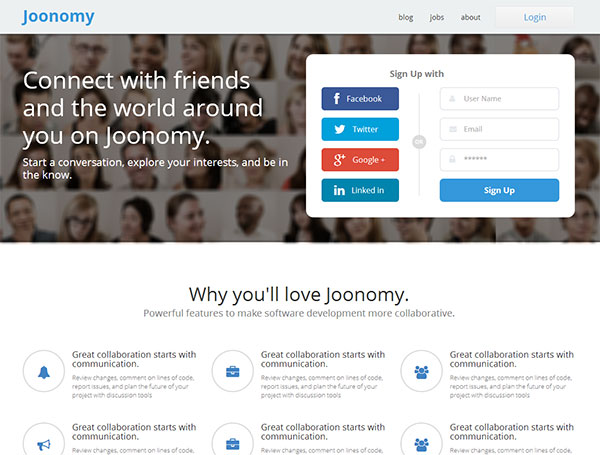 Joonomy
blog jobs about Login
Connect with friends
and the world around
you on Joonomy.
Start a conversation, explore your interests, and be in
the know.
Sign Up with
Facebook
Twitter
Google +
Linked in
OR
User Name
Email
******
Sign Up
Why you'll love Joonomy.
Powerful features to make software development more collaborative.
Great collaboration starts with
communication.
Review changes, comment on lines of code,
report issues, and plan the future of your
project with discussion tools
Great collaboration starts with
communication.
Review changes, comment on lines of code,
report issues, and plan the future of your
project with discussion tools
Great collaboration starts with
communication.
Review changes, comment on lines of code,
report issues, and plan the future of your
project with discussion tools
Great collaboration starts with
communication.
Review changes, comment on lines of code,
Great collaboration starts with
communication.
Review changes, comment on lines of code,
Great collaboration starts with
communication.
Review changes, comment on lines of code,